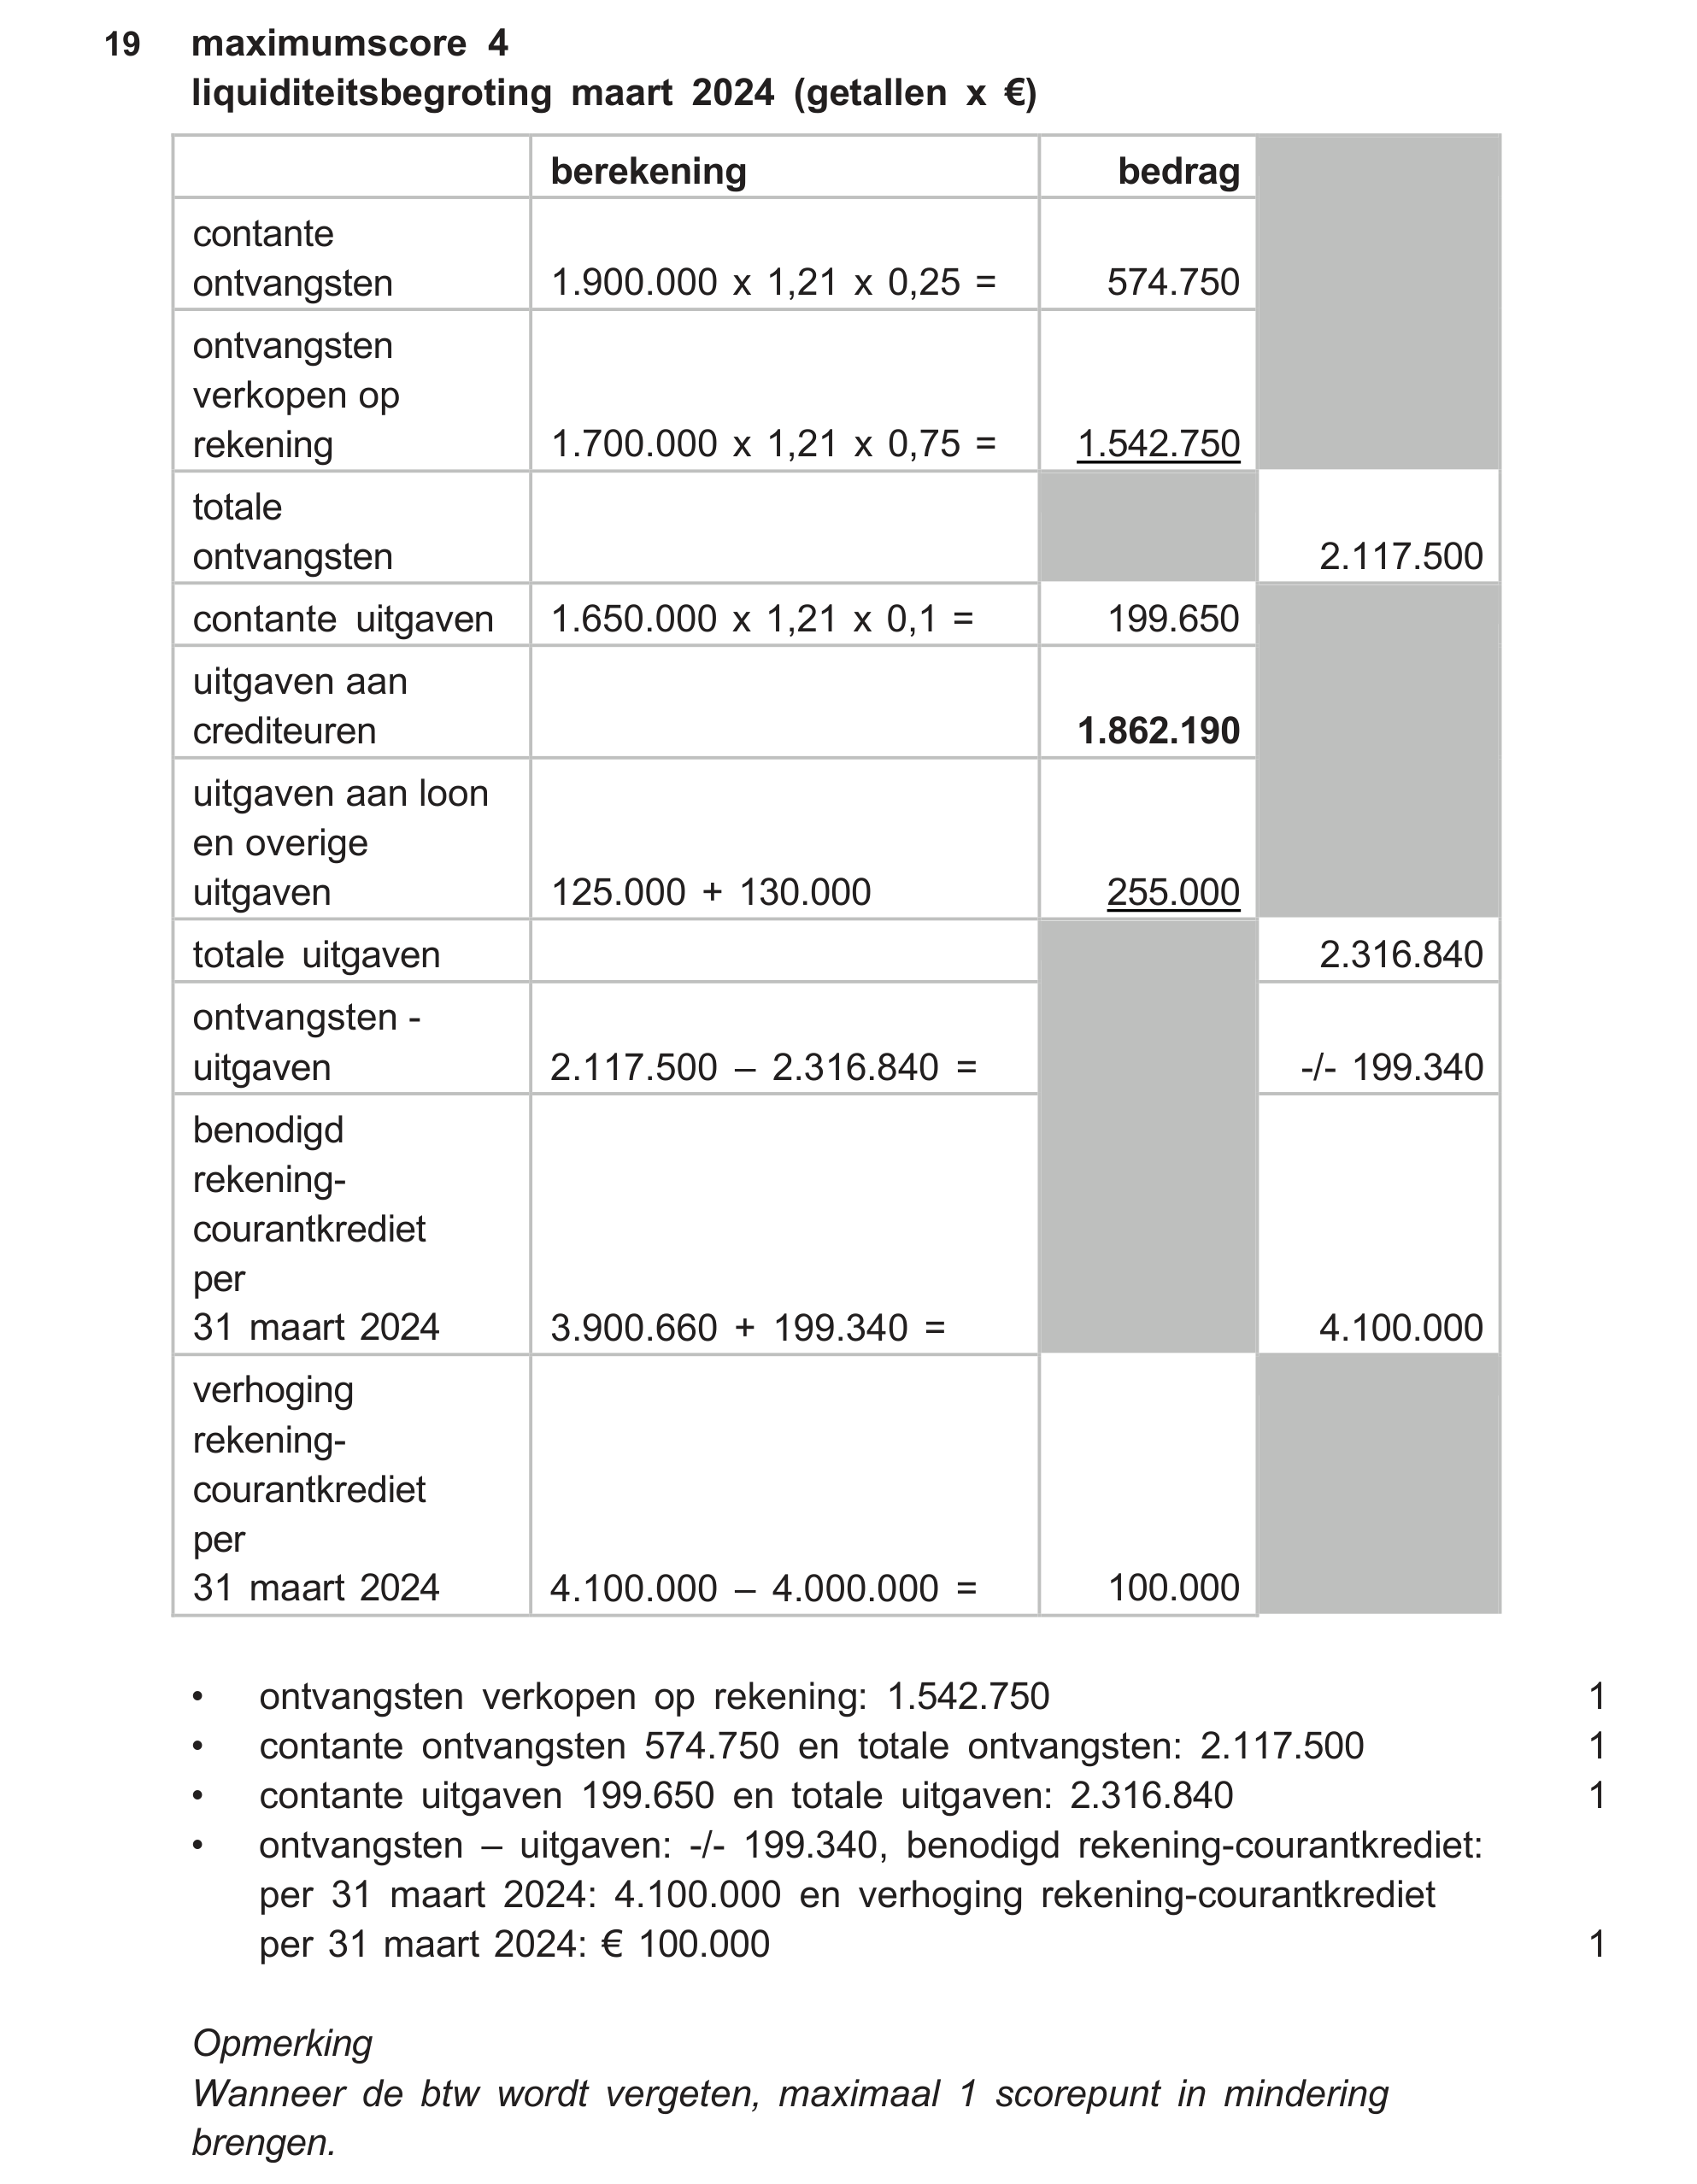 19 maximumscore 4
liquiditeitsbegroting maart 2024 (getallen x €)
berekening bedrag
contante
ontvangsten 1.900.000 x 1,21 x 0,25 = 574.750
ontvangsten
verkopen op
rekening 1.700.000 x 1,21 x 0,75 = 1.542.750
totale
ontvangsten 2.117.500
contante uitgaven 1.650.000 x 1,21 x 0,1 = 199.650
uitgaven aan
crediteuren 1.862.190
uitgaven aan loon
en overige
uitgaven 125.000 + 130.000 255.000
totale uitgaven 2.316.840
ontvangsten -
uitgaven 2.117.500 – 2.316.840 = -/- 199.340
benodigd
rekening-
courantkrediet
per
31 maart 2024 3.900.660 + 199.340 = 4.100.000
verhoging
rekening-
courantkrediet
per
31 maart 2024 4.100.000 – 4.000.000 = 100.000
• ontvangsten verkopen op rekening: 1.542.750 1
• contante ontvangsten 574.750 en totale ontvangsten: 2.117.500 1
• contante uitgaven 199.650 en totale uitgaven: 2.316.840 1
• ontvangsten – uitgaven: -/- 199.340, benodigd rekening-courantkrediet:
per 31 maart 2024: 4.100.000 en verhoging rekening-courantkrediet
per 31 maart 2024: € 100.000 1
Opmerking
Wanneer de btw wordt vergeten, maximaal 1 scorepunt in mindering
brengen.